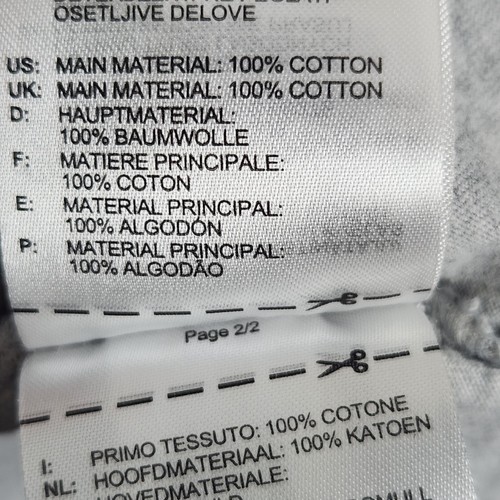 OSETLJIVE DELOVE
US: MAIN MATERIAL: 100% COTTON
UK: MAIN MATERIAL: 100% COTTON
D: HAUPTMATERIAL:
100% BAUMWOLLE
F: MATIERE PRINCIPALE:
100% COTON
E: MATERIAL PRINCIPAL:
100% ALGODÓN
P: MATERIAL PRINCIPAL:
100% ALGODÃO
Page 2/2
I: PRIMO TESSUTO: 100% COTONE
NL: HOOFDMATERIAAL: 100% KATOEN
HOVEDMATERIALE: